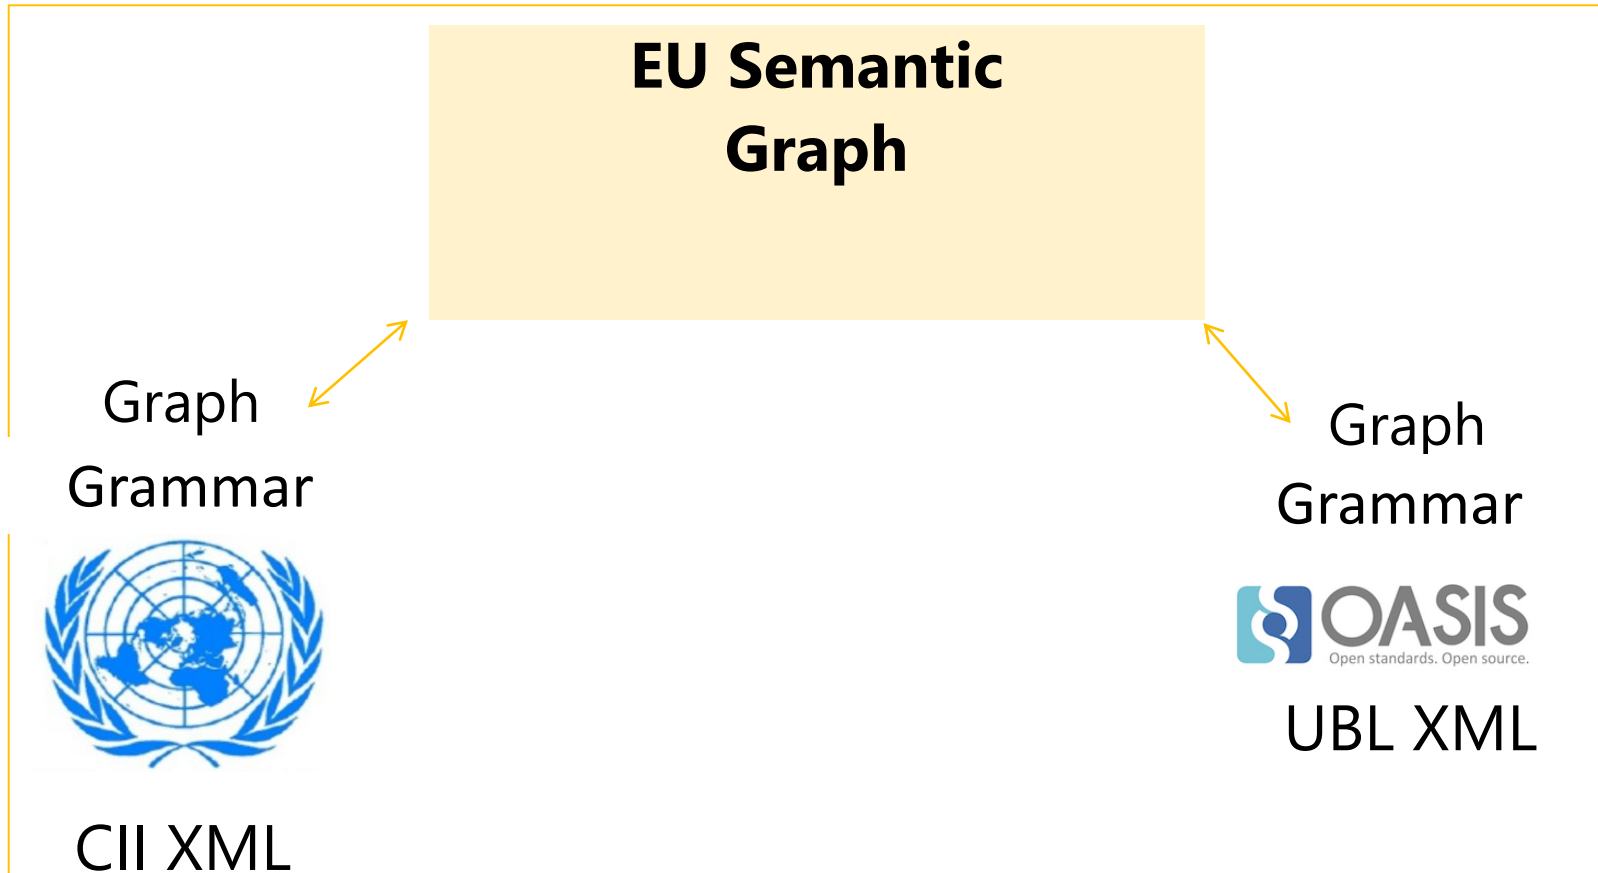 EU Semantic
Graph
Graph
Grammar
CII XML
Graph
Grammar
OASIS
Open standards. Open source.
UBL XML